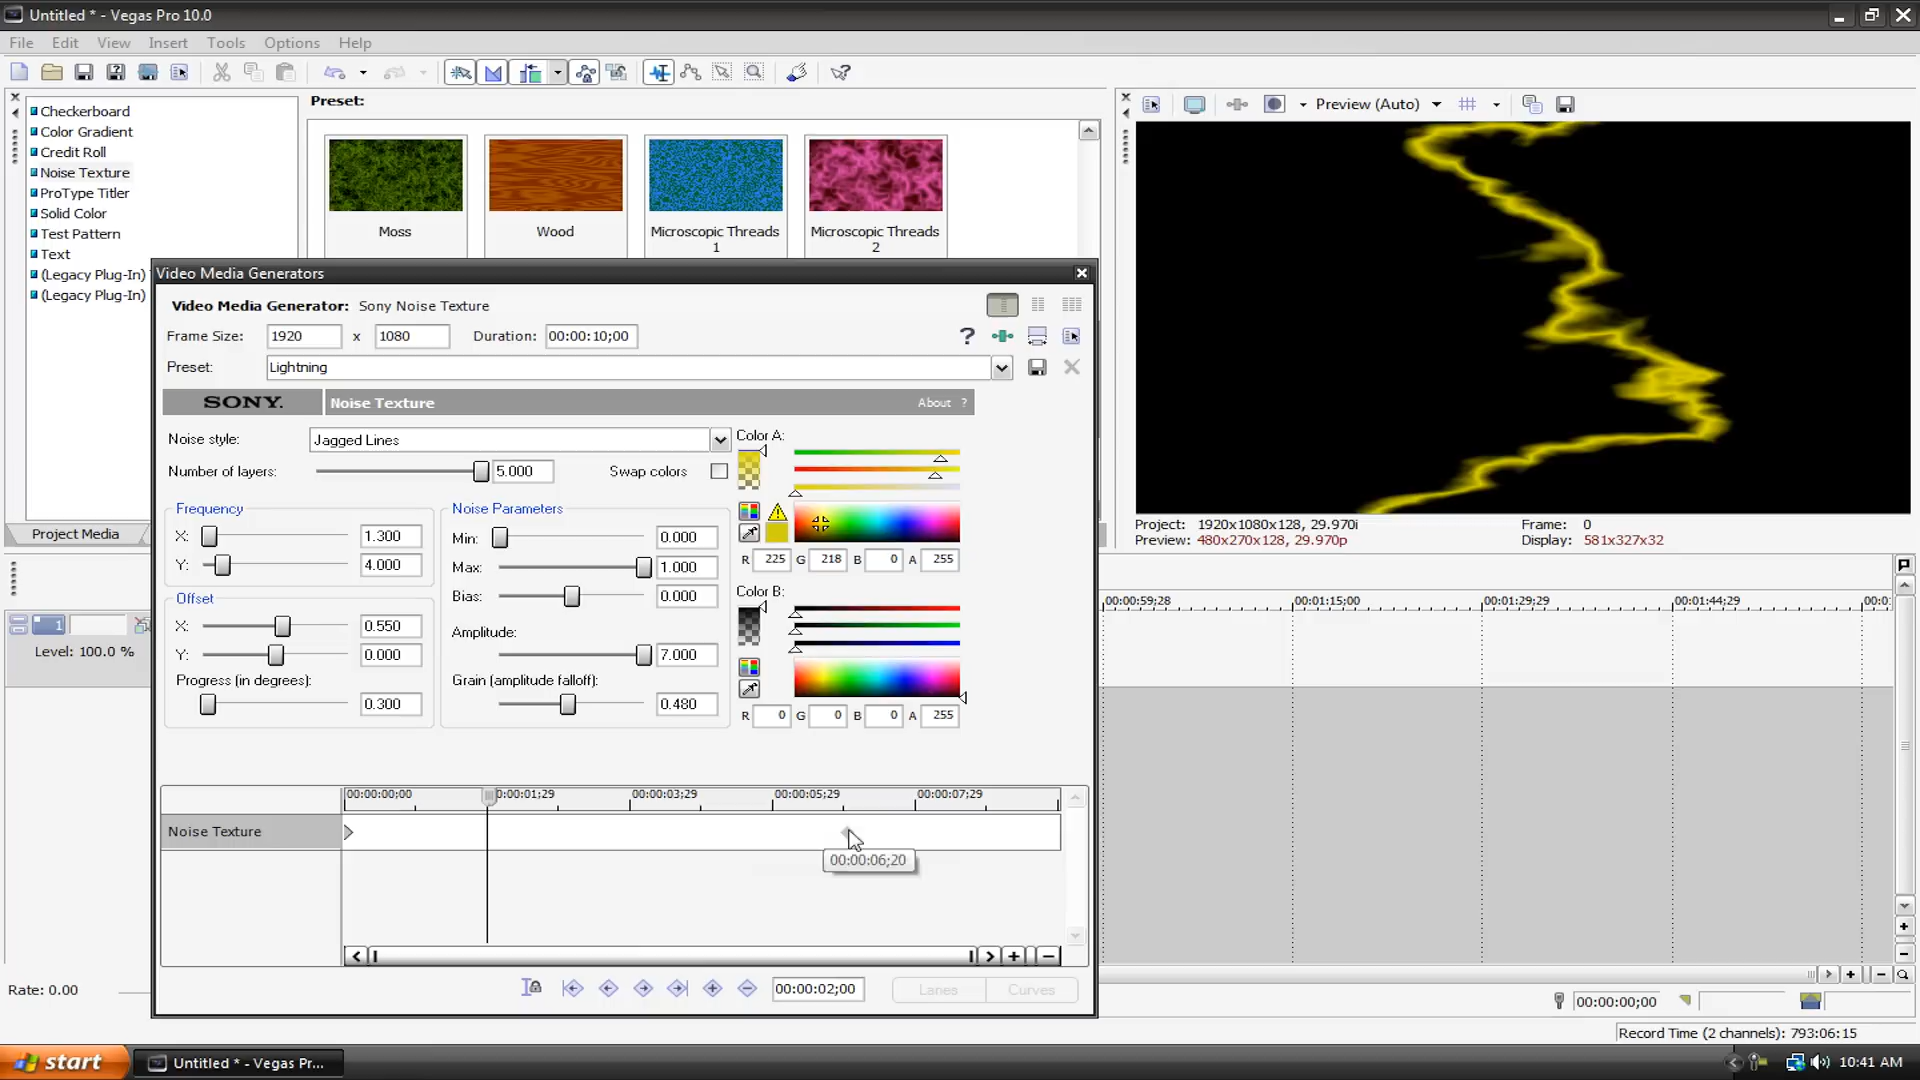 Untitled * - Vegas Pro 10.0
File Edit View Insert Tools Options Help
Checkerboard
Color Gradient
Credit Roll
Noise Texture
ProType Titler
Solid Color
Test Pattern
Text
(Legacy Plug-In)
(Legacy Plug-In)
Project Media
Preset:
Moss
Wood
Microscopic Threads 1
Microscopic Threads 2
Preview (Auto)
Project: 1920x1080x128, 29.970i
Frame: 0
Preview: 480x270x128, 29.970p
Display: 581x327x32
Video Media Generators
Video Media Generator: Sony Noise Texture
Frame Size: 1920 x 1080 Duration: 00:00:10;00
?
Preset: Lightning
SONY. Noise Texture About ?
Noise style: Jagged Lines
Number of layers: 5.000 Swap colors
Frequency
X: 1.300
Y: 4.000
Offset
X: 0.550
Y: 0.000
Progress (in degrees):
0.300
Noise Parameters
Min: 0.000
Max: 1.000
Bias: 0.000
Amplitude:
7.000
Grain (amplitude falloff):
0.480
Color A:
R 225 G 218 B 0 A 255
Color B:
R 0 G 0 B 0 A 255
00:00:00;00 0:00:01;29 00:00:03;29 00:00:05;29 00:00:07;29
Noise Texture
00:00:06;20
00:00:02;00 Lanes Curves
1
Level: 100.0 %
Rate: 0.00
00:00:59;28 00:01:15;00 00:01:29;29 00:01:44;29 00:0
00:00:00;00
Record Time (2 channels): 793:06:15
start
Untitled * - Vegas Pr...
10:41 AM